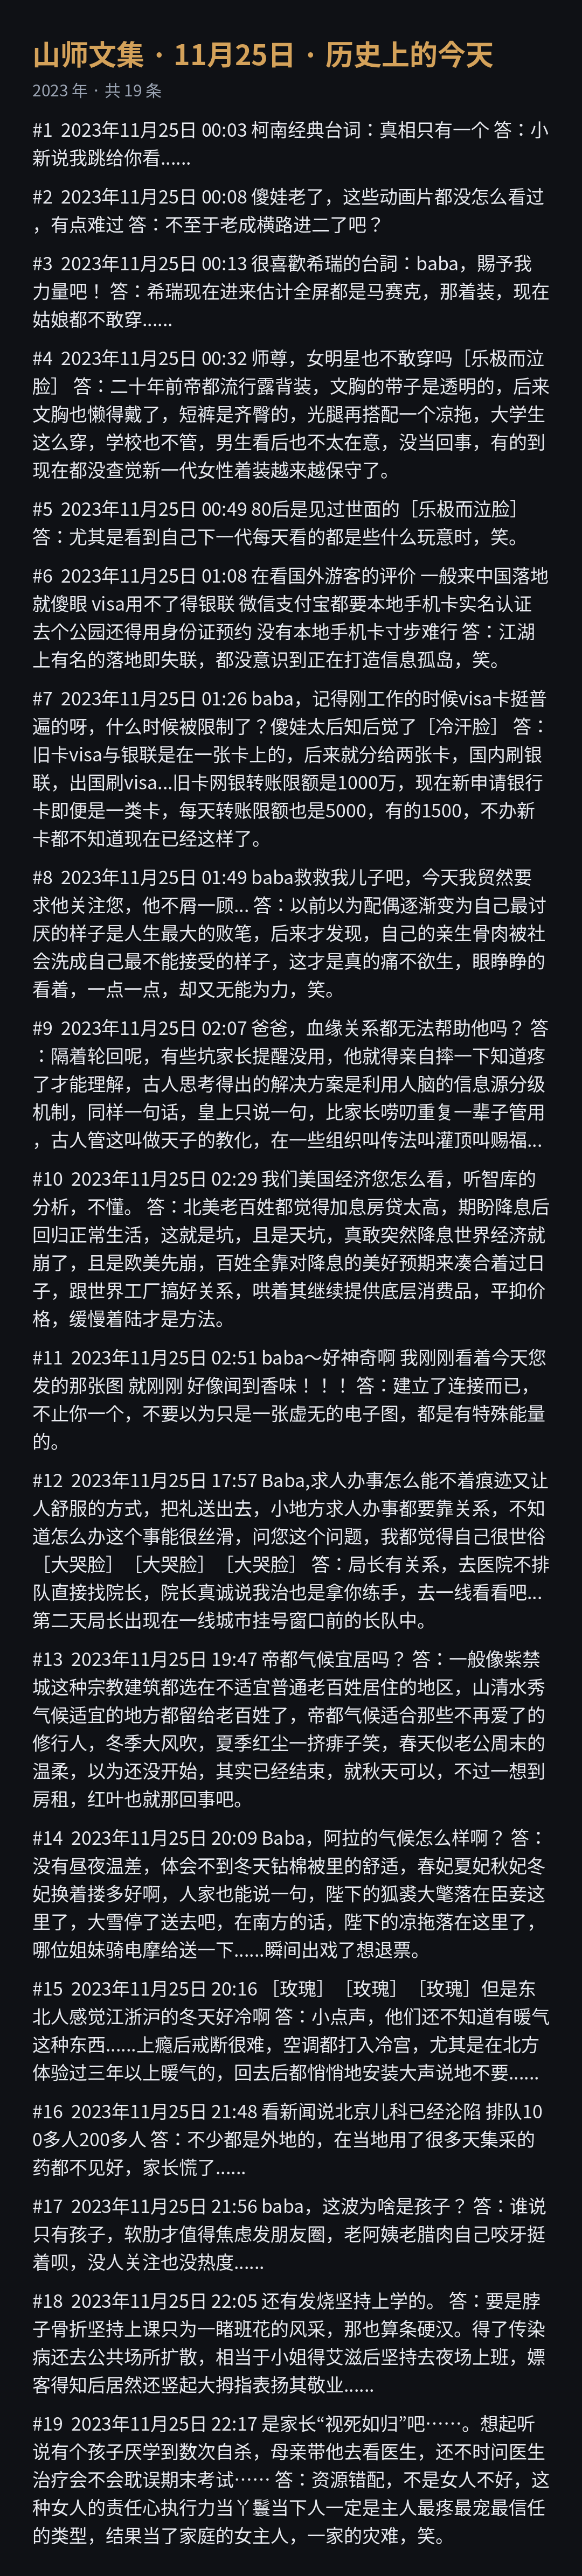 山师文集 · 11月25日 · 历史上的今天
2023 年 · 共 19 条
#1 2023年11月25日 00:03 柯南经典台词：真相只有一个 答：小
新说我跳给你看......
#2 2023年11月25日 00:08 傻娃老了，这些动画片都没怎么看过
，有点难过 答：不至于老成横路进二了吧？
#3 2023年11月25日 00:13 很喜歡希瑞的台詞：baba，賜予我
力量吧！ 答：希瑞现在进来估计全屏都是马赛克，那着装，现在
姑娘都不敢穿......
#4 2023年11月25日 00:32 师尊，女明星也不敢穿吗［乐极而泣
脸］ 答：二十年前帝都流行露背装，文胸的带子是透明的，后来
文胸也懒得戴了，短裤是齐臀的，光腿再搭配一个凉拖，大学生
这么穿，学校也不管，男生看后也不太在意，没当回事，有的到
现在都没查觉新一代女性着装越来越保守了。
#5 2023年11月25日 00:49 80后是见过世面的［乐极而泣脸］
答：尤其是看到自己下一代每天看的都是些什么玩意时，笑。
#6 2023年11月25日 01:08 在看国外游客的评价 一般来中国落地
就傻眼 visa用不了得银联 微信支付宝都要本地手机卡实名认证
去个公园还得用身份证预约 没有本地手机卡寸步难行 答：江湖
上有名的落地即失联，都没意识到正在打造信息孤岛，笑。
#7 2023年11月25日 01:26 baba，记得刚工作的时候visa卡挺普
遍的呀，什么时候被限制了？傻娃太后知后觉了［冷汗脸］ 答：
旧卡visa与银联是在一张卡上的，后来就分给两张卡，国内刷银
联，出国刷visa...旧卡网银转账限额是1000万，现在新申请银行
卡即便是一类卡，每天转账限额也是5000，有的1500，不办新
卡都不知道现在已经这样了。
#8 2023年11月25日 01:49 baba救救我儿子吧，今天我贸然要
求他关注您，他不屑一顾... 答：以前以为配偶逐渐变为自己最讨
厌的样子是人生最大的败笔，后来才发现，自己的亲生骨肉被社
会洗成自己最不能接受的样子，这才是真的痛不欲生，眼睁睁的
看着，一点一点，却又无能为力，笑。
#9 2023年11月25日 02:07 爸爸，血缘关系都无法帮助他吗？ 答
：隔着轮回呢，有些坑家长提醒没用，他就得亲自摔一下知道疼
了才能理解，古人思考得出的解决方案是利用人脑的信息源分级
机制，同样一句话，皇上只说一句，比家长唠叨重复一辈子管用
，古人管这叫做天子的教化，在一些组织叫传法叫灌顶叫赐福...
#10 2023年11月25日 02:29 我们美国经济您怎么看，听智库的
分析，不懂。 答：北美老百姓都觉得加息房贷太高，期盼降息后
回归正常生活，这就是坑，且是天坑，真敢突然降息世界经济就
崩了，且是欧美先崩，百姓全靠对降息的美好预期来凑合着过日
子，跟世界工厂搞好关系，哄着其继续提供底层消费品，平抑价
格，缓慢着陆才是方法。
#11 2023年11月25日 02:51 baba～好神奇啊 我刚刚看着今天您
发的那张图 就刚刚 好像闻到香味！！！ 答：建立了连接而已，
不止你一个，不要以为只是一张虚无的电子图，都是有特殊能量
的。
#12 2023年11月25日 17:57 Baba,求人办事怎么能不着痕迹又让
人舒服的方式，把礼送出去，小地方求人办事都要靠关系，不知
道怎么办这个事能很丝滑，问您这个问题，我都觉得自己很世俗
［大哭脸］［大哭脸］［大哭脸］ 答：局长有关系，去医院不排
队直接找院长，院长真诚说我治也是拿你练手，去一线看看吧...
第二天局长出现在一线城市挂号窗口前的长队中。
#13 2023年11月25日 19:47 帝都气候宜居吗？ 答：一般像紫禁
城这种宗教建筑都选在不适宜普通老百姓居住的地区，山清水秀
气候适宜的地方都留给老百姓了，帝都气候适合那些不再爱了的
修行人，冬季大风吹，夏季红尘一挤痱子笑，春天似老公周末的
温柔，以为还没开始，其实已经结束，就秋天可以，不过一想到
房租，红叶也就那回事吧。
#14 2023年11月25日 20:09 Baba，阿拉的气候怎么样啊？ 答：
没有昼夜温差，体会不到冬天钻棉被里的舒适，春妃夏妃秋妃冬
妃换着搂多好啊，人家也能说一句，陛下的狐裘大氅落在臣妾这
里了，大雪停了送去吧，在南方的话，陛下的凉拖落在这里了，
哪位姐妹骑电摩给送一下......瞬间出戏了想退票。
#15 2023年11月25日 20:16 ［玫瑰］［玫瑰］［玫瑰］但是东
北人感觉江浙沪的冬天好冷啊 答：小点声，他们还不知道有暖气
这种东西......上瘾后戒断很难，空调都打入冷宫，尤其是在北方
体验过三年以上暖气的，回去后都悄悄地安装大声说地不要......
#16 2023年11月25日 21:48 看新闻说北京儿科已经沦陷 排队10
0多人200多人 答：不少都是外地的，在当地用了很多天集采的
药都不见好，家长慌了......
#17 2023年11月25日 21:56 baba，这波为啥是孩子？ 答：谁说
只有孩子，软肋才值得焦虑发朋友圈，老阿姨老腊肉自己咬牙挺
着呗，没人关注也没热度......
#18 2023年11月25日 22:05 还有发烧坚持上学的。 答：要是脖
子骨折坚持上课只为一睹班花的风采，那也算条硬汉。得了传染
病还去公共场所扩散，相当于小姐得艾滋后坚持去夜场上班，嫖
客得知后居然还竖起大拇指表扬其敬业......
#19 2023年11月25日 22:17 是家长“视死如归”吧……。想起听
说有个孩子厌学到数次自杀，母亲带他去看医生，还不时问医生
治疗会不会耽误期末考试…… 答：资源错配，不是女人不好，这
种女人的责任心执行力当丫鬟当下人一定是主人最疼最宠最信任
的类型，结果当了家庭的女主人，一家的灾难，笑。